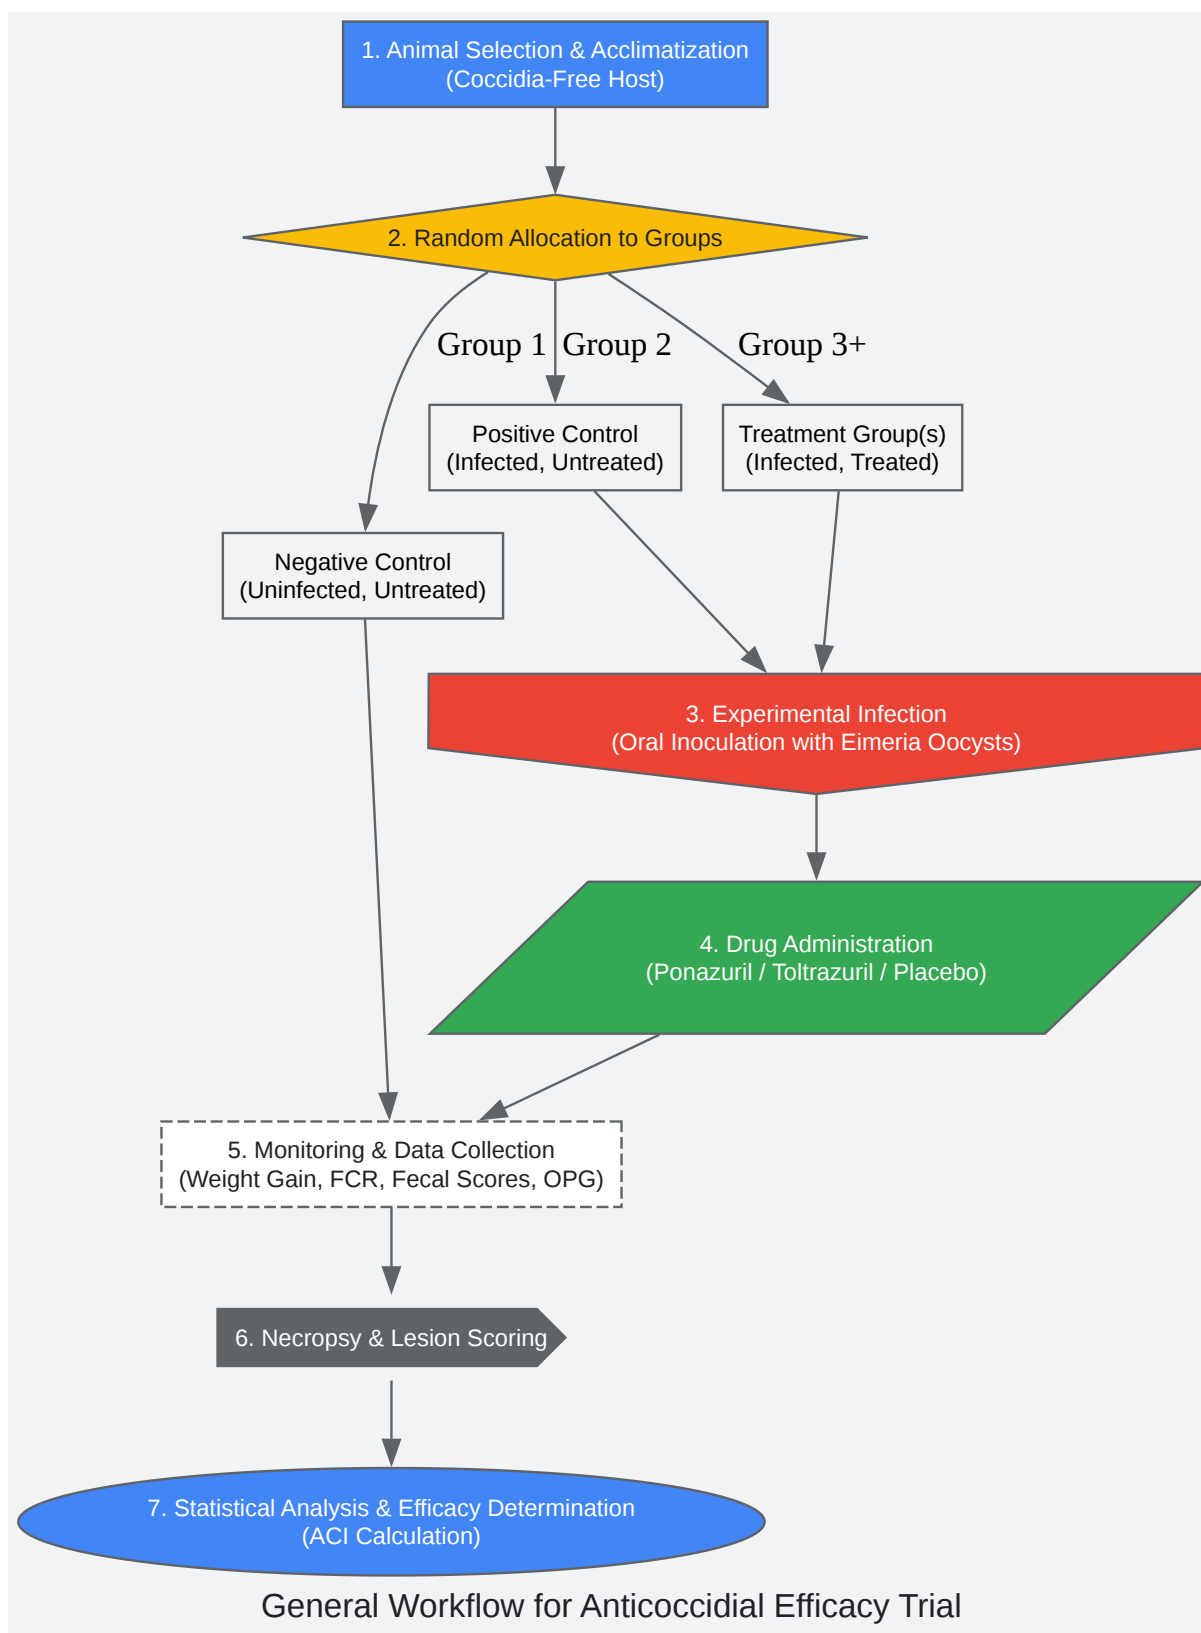 1. Animal Selection & Acclimatization
(Coccidia-Free Host)
2. Random Allocation to Groups
Group 1
Group 2
Group 3+
Positive Control
(Infected, Untreated)
Treatment Group(s)
(Infected, Treated)
Negative Control
(Uninfected, Untreated)
3. Experimental Infection
(Oral Inoculation with Eimeria Oocysts)
4. Drug Administration
(Ponazuril / Toltrazuril / Placebo)
5. Monitoring & Data Collection
(Weight Gain, FCR, Fecal Scores, OPG)
6. Necropsy & Lesion Scoring
7. Statistical Analysis & Efficacy Determination
(ACI Calculation)
General Workflow for Anticoccidial Efficacy Trial